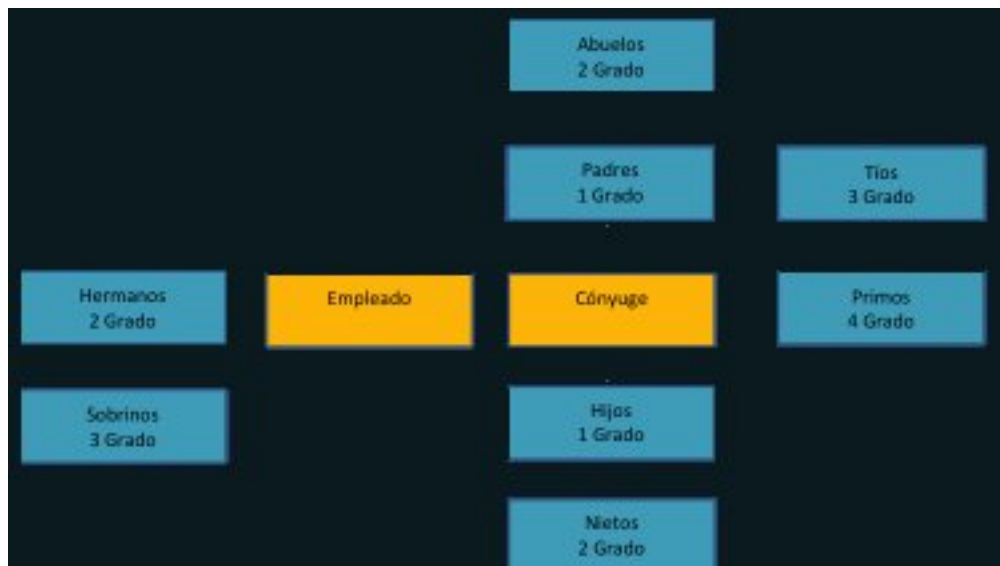 Abuelos
2 Grado
Padres
1 Grado
Tíos
3 Grado
Hermanos
2 Grado
Empleado
Cónyuge
Primos
4 Grado
Sobrinos
3 Grado
Hijos
1 Grado
Nietos
2 Grado